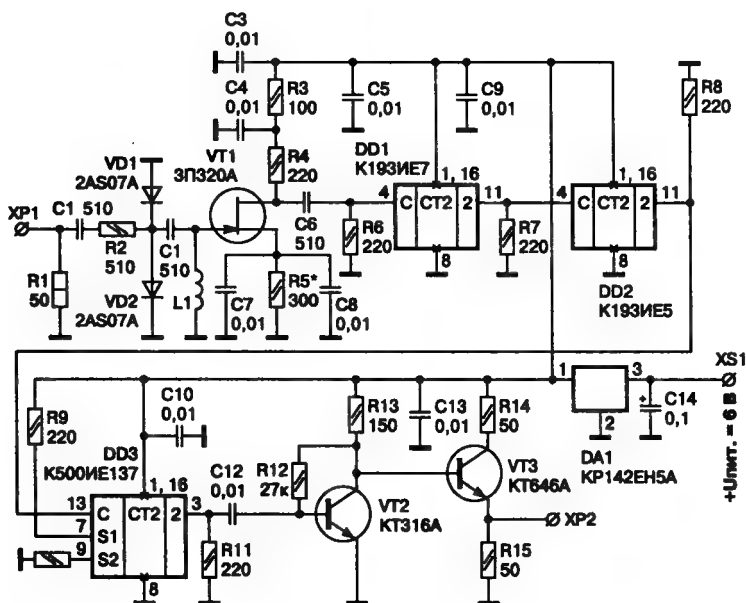 C3
0,01
C4
0,01
R3
100
C5
0,01
C9
0,01
R8
220
VT1
ЗП320А
R4
220
DD1
К193ИЕ7
1, 16
1, 16
VD1
2AS07A
XP1
C1 510
R2
510
C1
510
L1
C6
510
4
C
CT2
2
11
4
C
CT2
2
11
R6
220
R7
220
8
8
R1
50
VD2
2AS07A
C7
0,01
R5*
300
C8
0,01
DD2
К193ИЕ5
R9
220
C10
0,01
DD3
К500ИЕ137
1, 16
R13
150
C13
0,01
R14
50
1
3
2
DA1
КР142ЕН5А
XS1
+
C14
0,1
+Uпит. = 6 В
13
C
CT2
2
3
7
S1
9
S2
8
C12
0,01
R12
27к
R11
220
VT2
КТ316А
VT3
КТ646А
XP2
R15
50